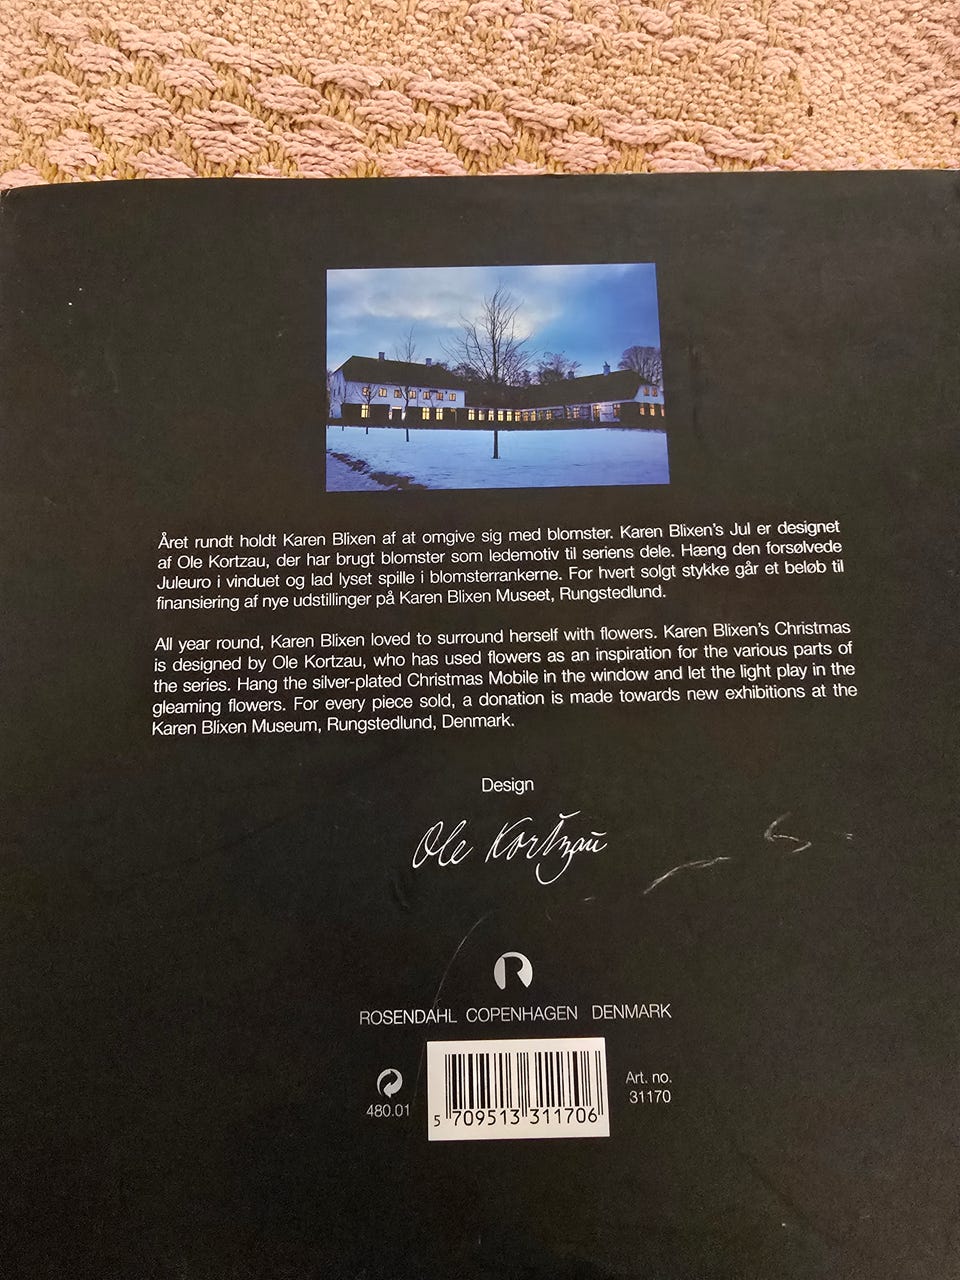 Året rundt holdt Karen Blixen af at omgive sig med blomster. Karen Blixen's Jul er designet
af Ole Kortzau, der har brugt blomster som ledemotiv til seriens dele. Hæng den forsølvede
Juleuro i vinduet og lad lyset spille i blomsterrankerne. For hvert solgt stykke går et beløb til
finansiering af nye udstillinger på Karen Blixen Museet, Rungstedlund.
All year round, Karen Blixen loved to surround herself with flowers. Karen Blixen's Christmas
is designed by Ole Kortzau, who has used flowers as an inspiration for the various parts of
the series. Hang the silver-plated Christmas Mobile in the window and let the light play in the
gleaming flowers. For every piece sold, a donation is made towards new exhibitions at the
Karen Blixen Museum, Rungstedlund, Denmark.
Design
Ole Kortzau
R
ROSENDAHL COPENHAGEN DENMARK
480.01
5 709513 311706
Art. no.
31170